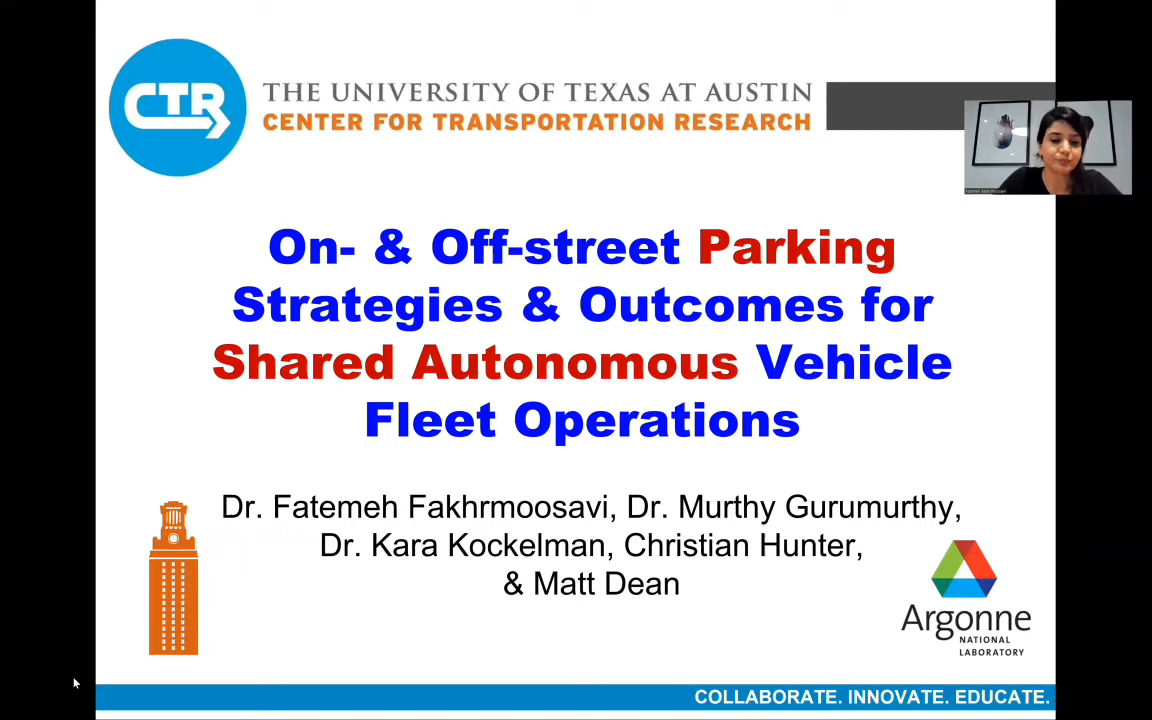 CTR
THE UNIVERSITY OF TEXAS AT AUSTIN
CENTER FOR TRANSPORTATION RESEARCH
On- & Off-street Parking
Strategies & Outcomes for
Shared Autonomous Vehicle
Fleet Operations
Dr. Fatemeh Fakhrmoosavi, Dr. Murthy Gurumurthy,
Dr. Kara Kockelman, Christian Hunter,
& Matt Dean
Argonne
NATIONAL
LABORATORY
COLLABORATE. INNOVATE. EDUCATE.